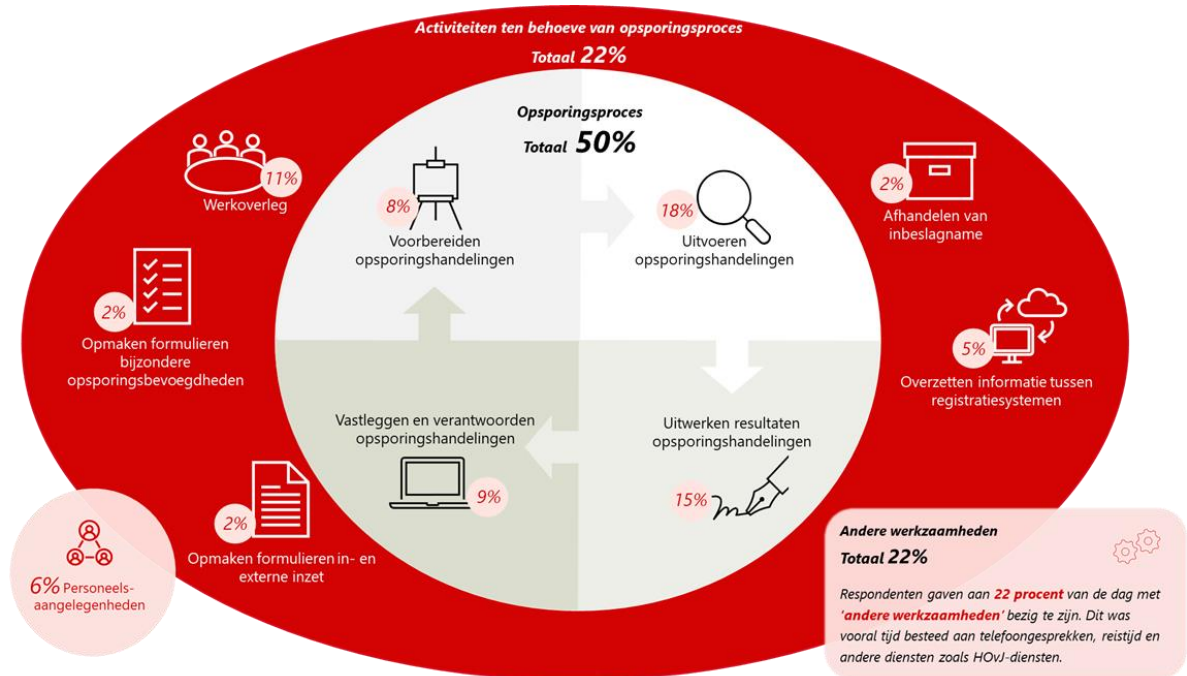 Activiteiten ten behoeve van opsporingsproces
Totaal 22%
Opsporingsproces
Totaal 50%
11%
Werkoverleg
8%
Voorbereiden
opsporingshandelingen
18%
Uitvoeren
opsporingshandelingen
2%
Afhandelen van
inbeslagname
2%
Opmaken formulieren
bijzondere
opsporingsbevoegdheden
5%
Overzetten informatie tussen
registratiesystemen
Vastleggen en verantwoorden
opsporingshandelingen
9%
Uitwerken resultaten
opsporingshandelingen
15%
2%
Opmaken formulieren in- en
externe inzet
6% Personeels-
aangelegenheden
Andere werkzaamheden
Totaal 22%
Respondenten gaven aan 22 procent van de dag met
'andere werkzaamheden' bezig te zijn. Dit was
vooral tijd besteed aan telefoongesprekken, reistijd en
andere diensten zoals HOvJ-diensten.